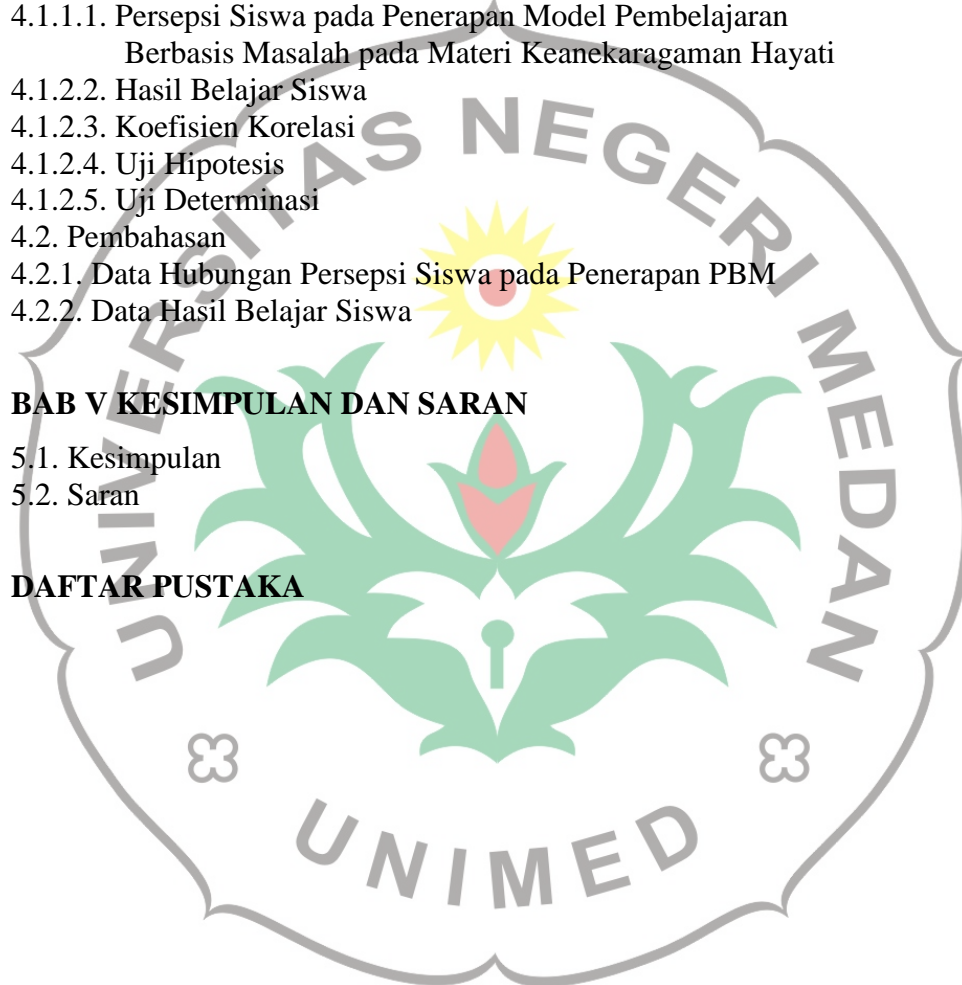 4.1.1.1. Persepsi Siswa pada Penerapan Model Pembelajaran
Berbasis Masalah pada Materi Keanekaragaman Hayati
4.1.2.2. Hasil Belajar Siswa
4.1.2.3. Koefisien Korelasi
4.1.2.4. Uji Hipotesis
4.1.2.5. Uji Determinasi
4.2. Pembahasan
4.2.1. Data Hubungan Persepsi Siswa pada Penerapan PBM
4.2.2. Data Hasil Belajar Siswa
BAB V KESIMPULAN DAN SARAN
5.1. Kesimpulan
5.2. Saran
DAFTAR PUSTAKA
UNIVERSITAS NEGERI MEDAN
UNIMED